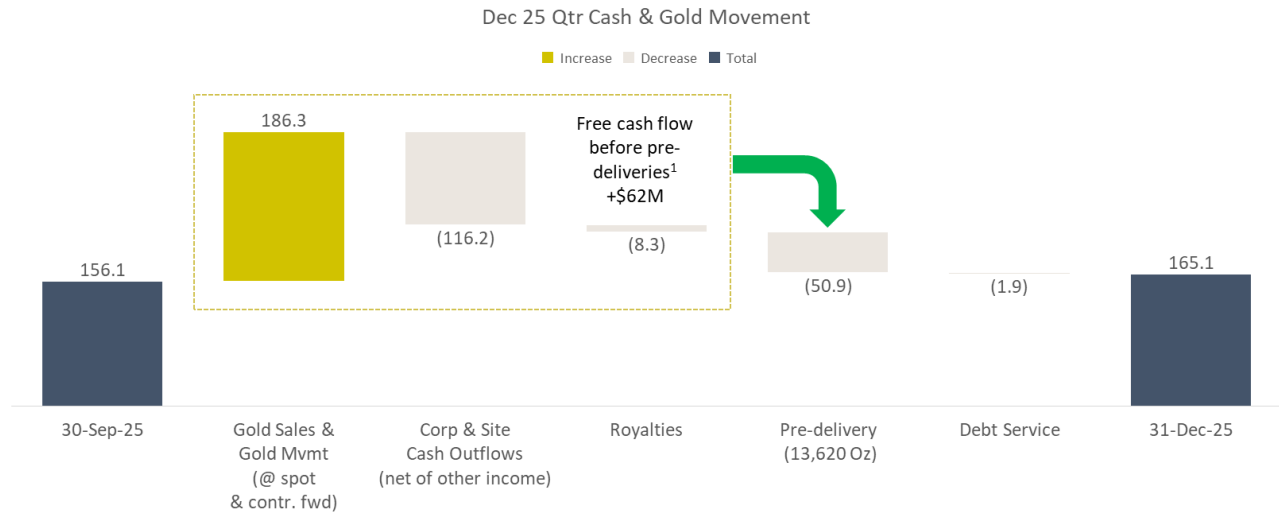 Dec 25 Qtr Cash & Gold Movement
Increase Decrease Total
156.1
186.3
(116.2)
Free cash flow
before pre-
deliveries¹
+$62M
(8.3)
(50.9)
(1.9)
165.1
30-Sep-25
Gold Sales &
Gold Mvmt
(@ spot
& contr. fwd)
Corp & Site
Cash Outflows
(net of other income)
Royalties
Pre-delivery
(13,620 Oz)
Debt Service
31-Dec-25